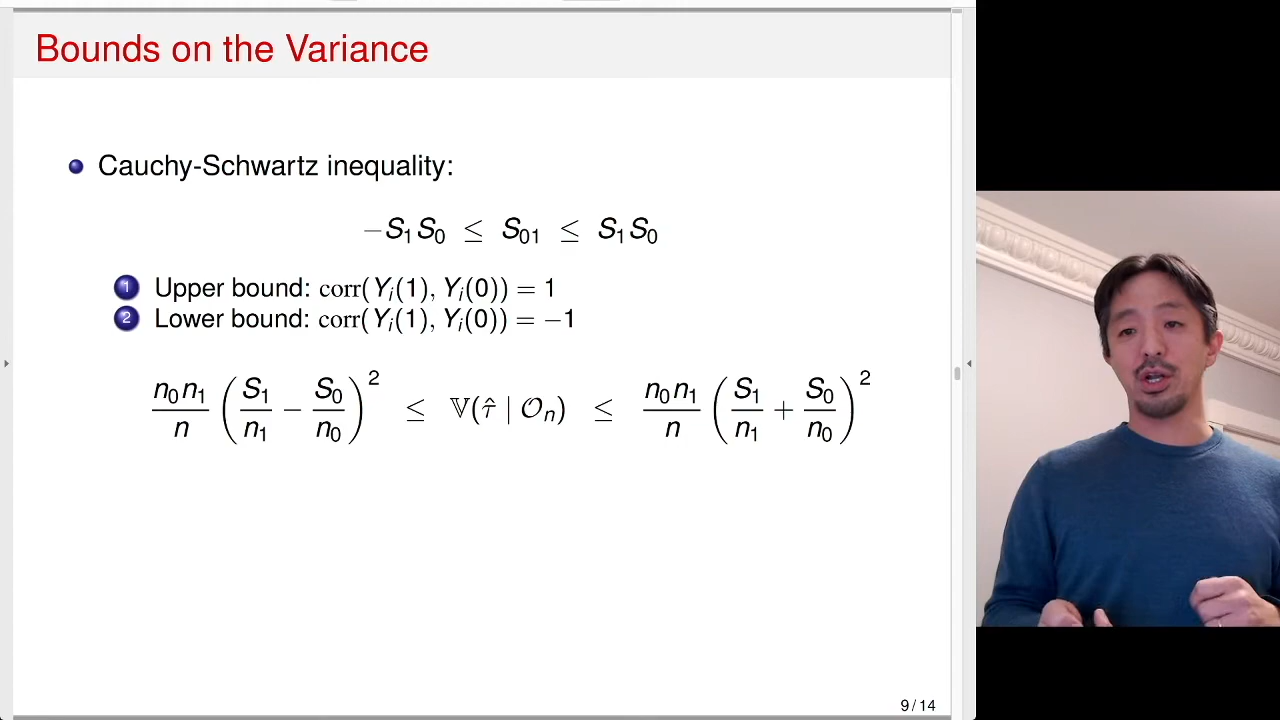 Bounds on the Variance
Cauchy-Schwartz inequality:
−S₁S₀ ≤ S₀₁ ≤ S₁S₀
1 Upper bound: corr(Yᵢ(1), Yᵢ(0)) = 1
2 Lower bound: corr(Yᵢ(1), Yᵢ(0)) = −1
n₀n₁/n (S₁/n₁ − S₀/n₀)² ≤ 𝕍(τ̂ | 𝒪ₙ) ≤ n₀n₁/n (S₁/n₁ + S₀/n₀)²
9 / 14